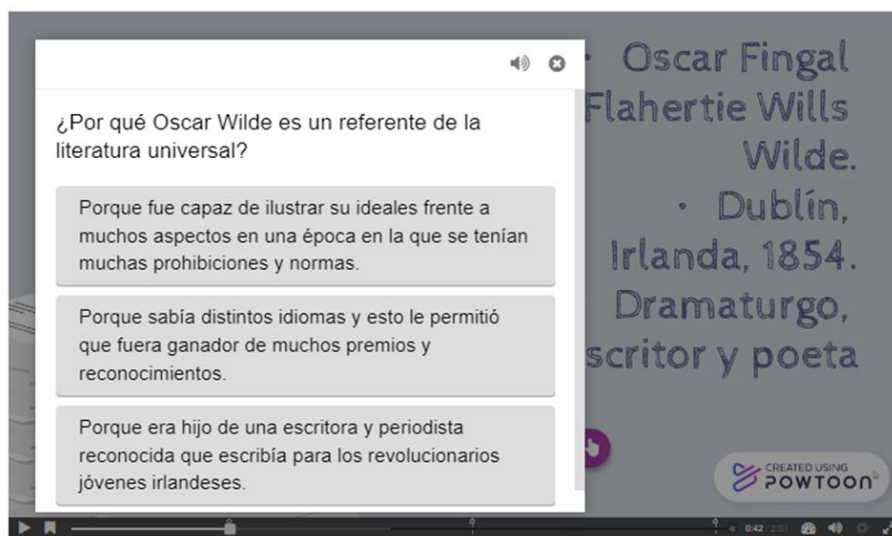 ¿Por qué Oscar Wilde es un referente de la
literatura universal?
Porque fue capaz de ilustrar su ideales frente a
muchos aspectos en una época en la que se tenían
muchas prohibiciones y normas.
Porque sabía distintos idiomas y esto le permitió
que fuera ganador de muchos premios y
reconocimientos.
Porque era hijo de una escritora y periodista
reconocida que escribía para los revolucionarios
jóvenes irlandeses.
• Oscar Fingal
Flahertie Wills
Wilde.
• Dublín,
Irlanda, 1854.
Dramaturgo,
scritor y poeta
CREATED USING
POWTOON
0:42 / 2:53